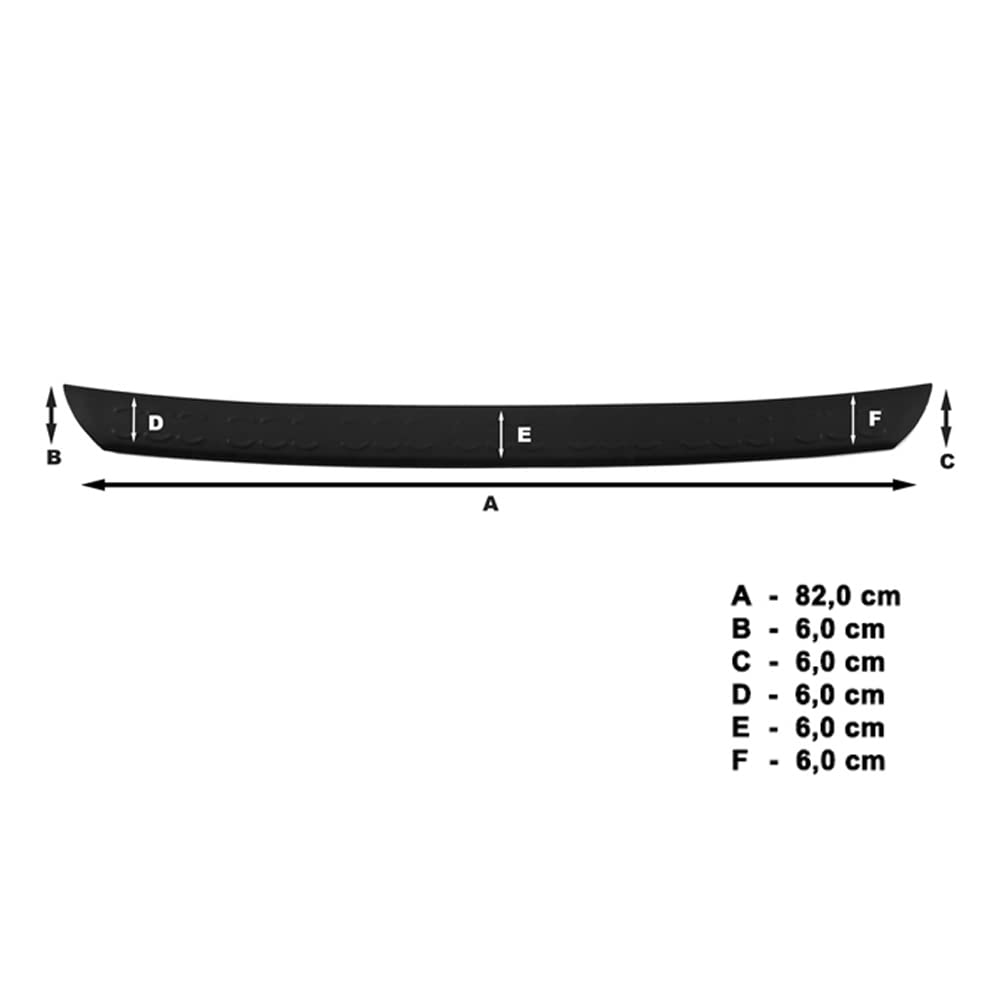 D
E
F
B
C
A
A - 82,0 cm
B - 6,0 cm
C - 6,0 cm
D - 6,0 cm
E - 6,0 cm
F - 6,0 cm